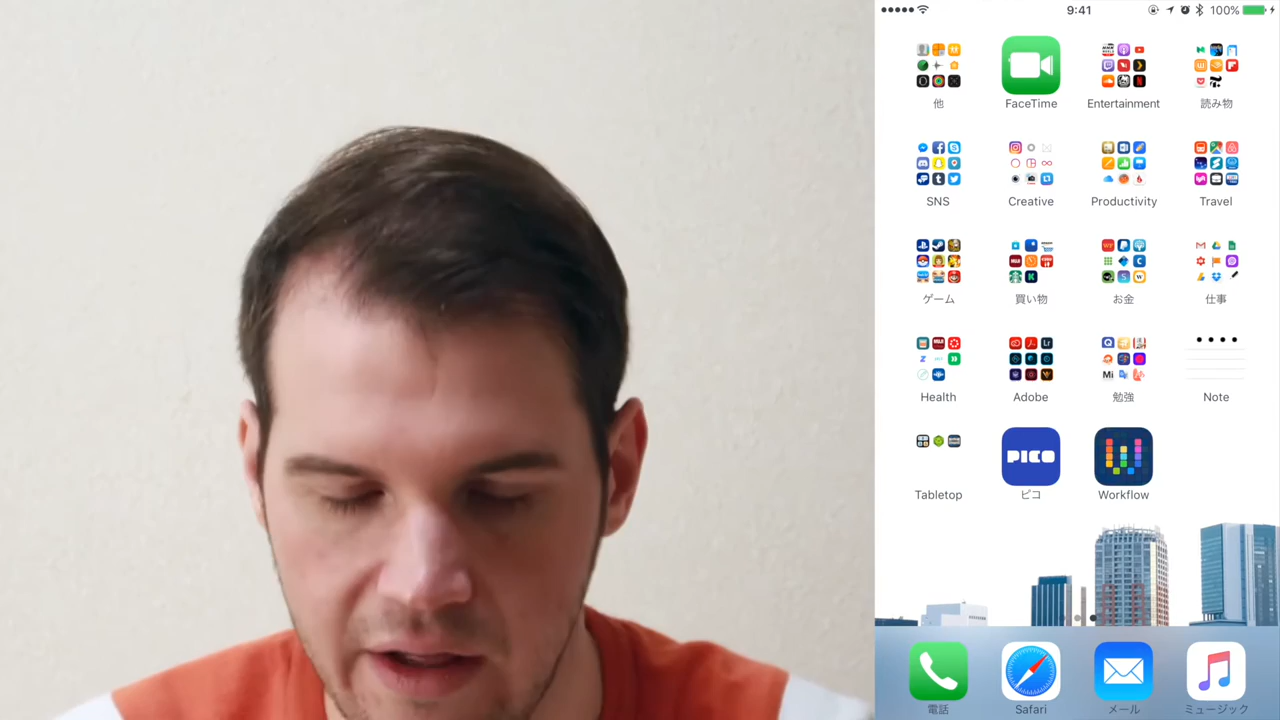 9:41 100%
他 FaceTime Entertainment 読み物
SNS Creative Productivity Travel
ゲーム 買い物 お金 仕事
Health Adobe 勉強 Note
PICO
Tabletop ピコ Workflow
電話 Safari メール ミュージック